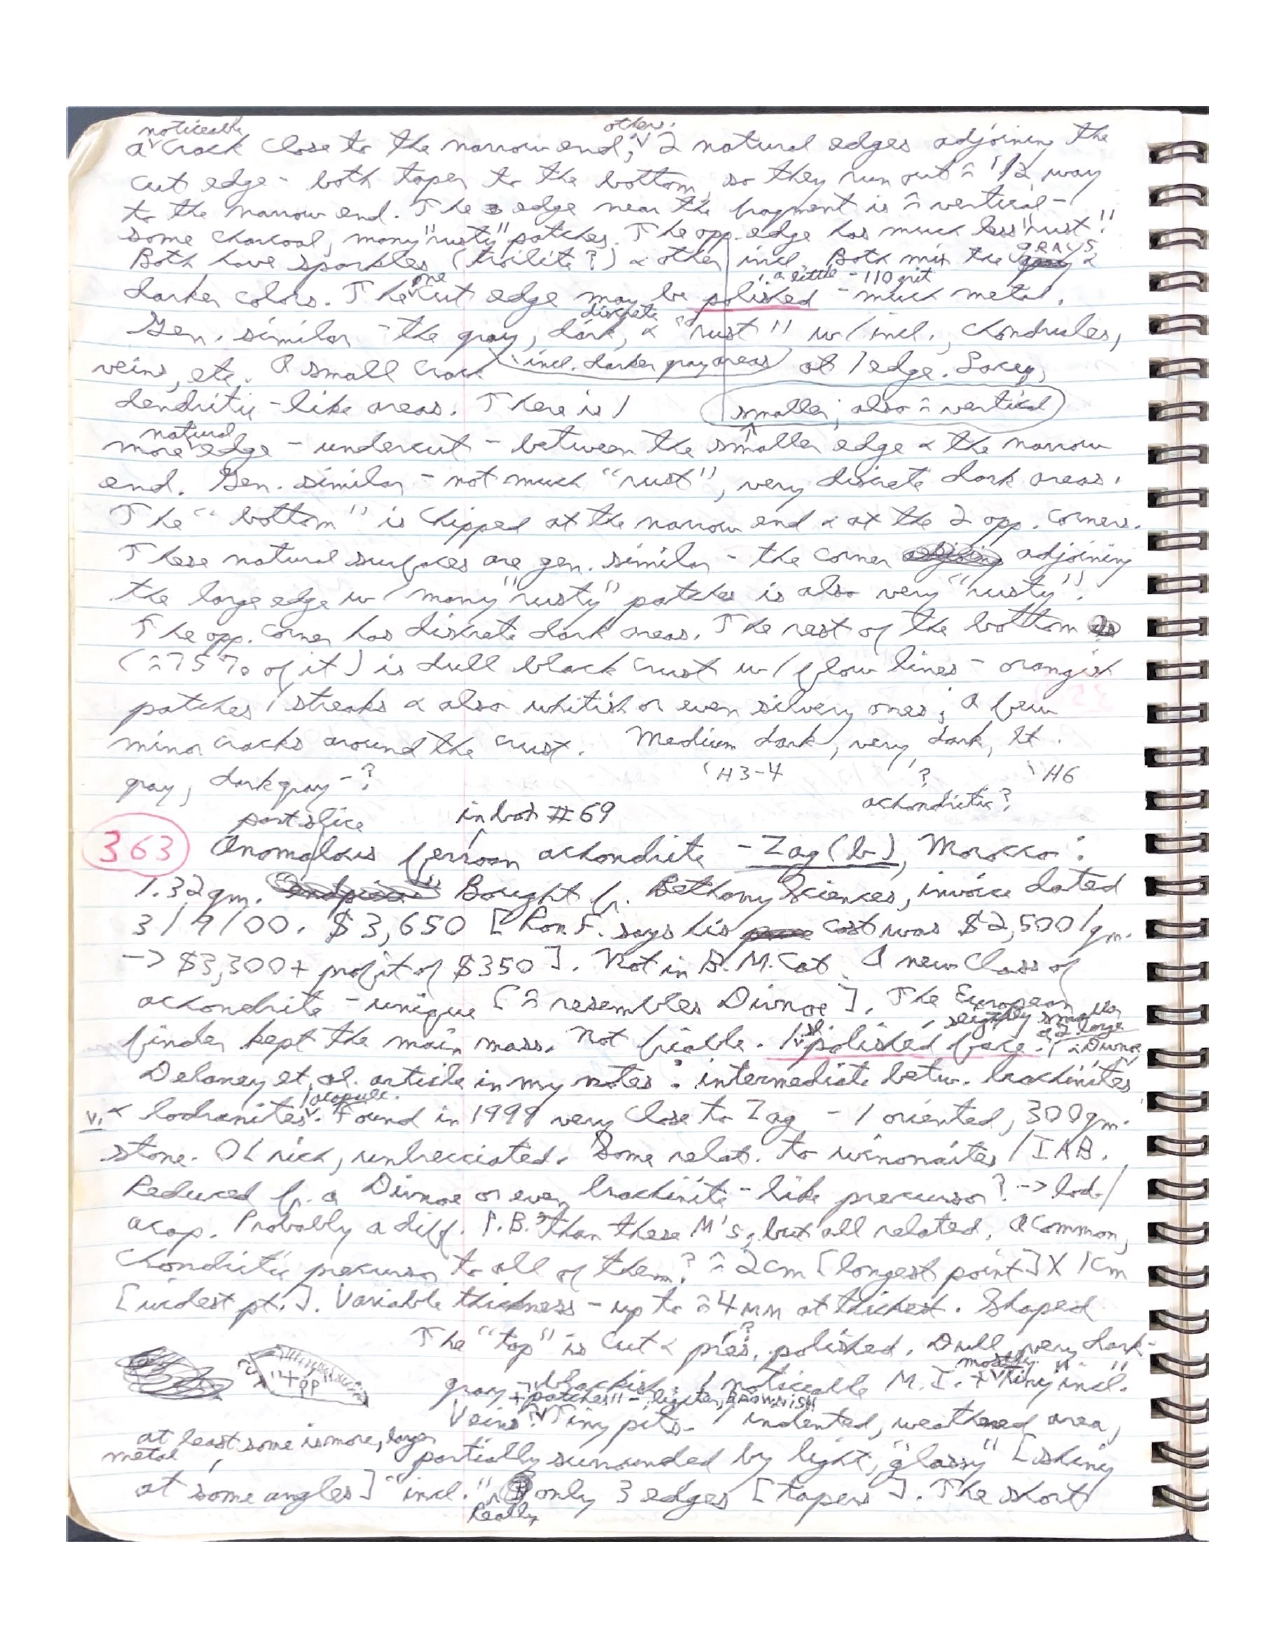 noticeably other.
a crack close to the narrow end; 2 natural edges adjoining the
cut edge - both taper to the bottom, so they run out ≈ 1/2 way
to the narrow end. The edge near the fragment is ≈ vertical -
some charcoal, many "rusty" patches. The opp. edge has much less "rust".
Both have sparkles (troilite?) & other incl. Both mix the GRAYS &
one a little - 110 grit
darker colors. The cut edge may be polished - much metal.
discrete
Gen. similar - the gray, dark, & "rust" w/ incl., chondrules,
veins, etc. A small crack (incl. darker gray areas) at 1 edge. Lacey,
dendritic-like areas. There is 1 smaller; also ≈ vertical
natural
more edge - undercut - between the smaller edge & the narrow
end. Gen. similar - not much "rust", very discrete dark areas.
The "bottom" is chipped at the narrow end & at the 2 opp. corners.
These natural surfaces are gen. similar - the corner adjoining
the large edge w/ many "rusty" patches is also very "rusty".
The opp. corner has discrete dark areas. The rest of the bottom
(≈75% of it) is dull black crust w/ flow lines - orangish
patches/streaks & also whitish or even silvery ones; a few
minor cracks around the crust. Medium dark, very dark, lt.
H3-4 ? H6
gray, dark gray - ? achondritic?
part slice in box #69
363 Anomalous ferroan achondrite - Zag (b), Morocco:
1.32gm. Bought fr. Bethany Sciences, invoice dated
3/9/00. $3,650 [Ron F. says his cost was $2,500/gm.
-> $3,300 + profit of $350]. Not in B.M. Cat. A new class of
achondrite - unique [≈ resembles Divnoe]. The European
slightly smaller
finder kept the main mass. Not friable. 1 sl. polished face.
Delaney et. al. article in my notes: intermediate betw. brachinites
acapulc.
V. & lodranites. Found in 1999 very close to Zag - 1 oriented, 300gm.
stone. OL rich, unbrecciated. Some relat. to winonaites/IAB.
Reduced fr. a Divnoe or even brachinite-like precursor? -> lod./
acap. Probably a diff. P.B. than these M's, but all related. A common,
chondritic precursor to all of them? ≈ 2cm [longest point] X 1cm
[widest pt.]. Variable thickness - up to ≈ 4mm at thickest. Shaped
The "top" is cut & pres.? polished. Dull, very dark-
mostly
gray - blackish. 1 noticeable M.I. + tiny "incl."
+ "patches" - lighter, BROWNISH
Veins Tiny pits - 1 indented, weathered area,
at least some is more, larger
metal partially surrounded by light, "glassy" [shiny
at some angles] "incl." only 3 edges [tapers]. The short
Really